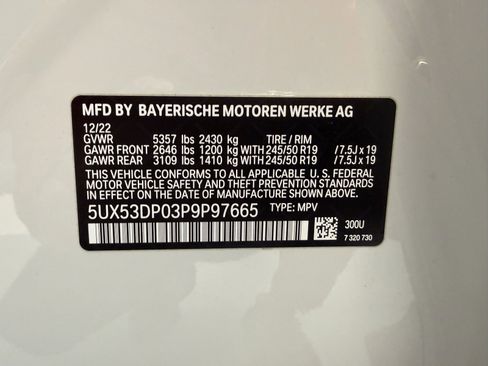 MFD BY BAYERISCHE MOTOREN WERKE AG
12/22
GVWR 5357 lbs 2430 kg TIRE / RIM
GAWR FRONT 2646 lbs 1200 kg WITH 245/50 R19 /7.5J x 19
GAWR REAR 3109 lbs 1410 kg WITH 245/50 R19 /7.5J x 19
THIS VEHICLE CONFORMS TO ALL APPLICABLE U. S. FEDERAL
MOTOR VEHICLE SAFETY AND THEFT PREVENTION STANDARDS
IN EFFECT ON THE DATE OF MANUFACTURE SHOWN ABOVE.
5UX53DP03P9P97665 TYPE: MPV
300U
7 320 730